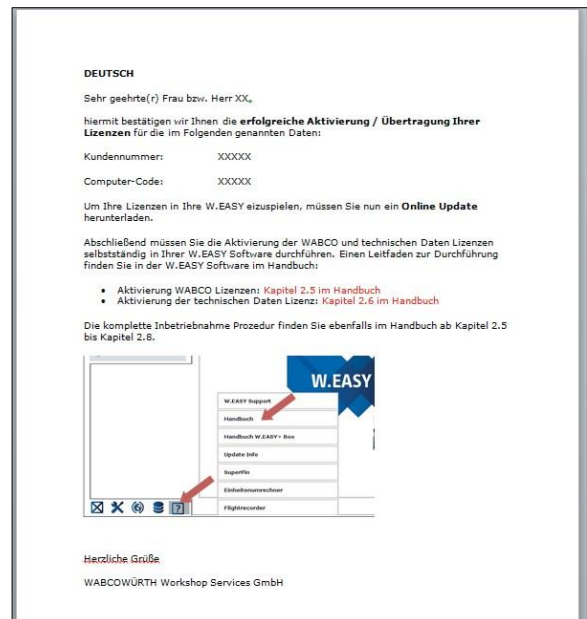 DEUTSCH
Sehr geehrte(r) Frau bzw. Herr XX,
hiermit bestätigen wir Ihnen die erfolgreiche Aktivierung / Übertragung Ihrer
Lizenzen für die im Folgenden genannten Daten:
Kundennummer: XXXXX
Computer-Code: XXXXX
Um Ihre Lizenzen in Ihre W.EASY eizuspielen, müssen Sie nun ein Online Update
herunterladen.
Abschließend müssen Sie die Aktivierung der WABCO und technischen Daten Lizenzen
selbstständig in Ihrer W.EASY Software durchführen. Einen Leitfaden zur Durchführung
finden Sie in der W.EASY Software im Handbuch:
• Aktivierung WABCO Lizenzen: Kapitel 2.5 im Handbuch
• Aktivierung der technischen Daten Lizenz: Kapitel 2.6 im Handbuch
Die komplette Inbetriebnahme Prozedur finden Sie ebenfalls im Handbuch ab Kapitel 2.5
bis Kapitel 2.8.
W.EASY
W.EASY Support
Handbuch
Handbuch W.EASY+ Box
Update Info
SuperPin
Einheitenumrechner
Flightrecorder
?
Herzliche Grüße
WABCOWÜRTH Workshop Services GmbH